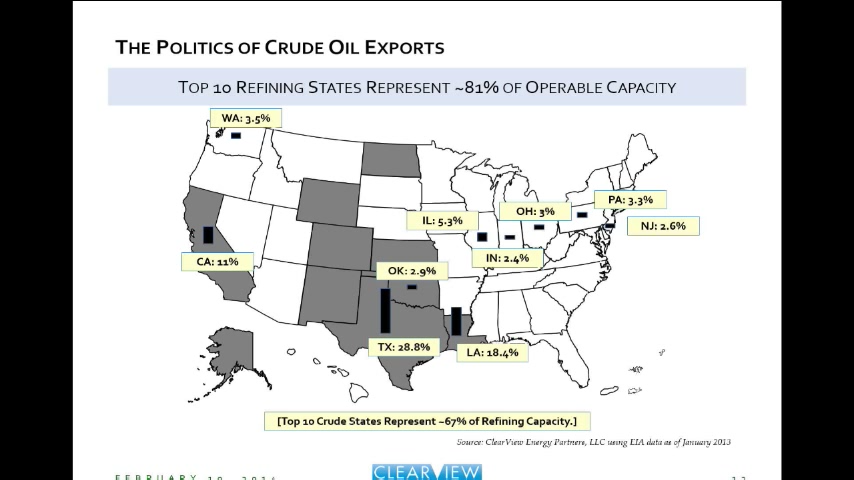 THE POLITICS OF CRUDE OIL EXPORTS
TOP 10 REFINING STATES REPRESENT ~81% OF OPERABLE CAPACITY
WA: 3.5%
PA: 3.3%
OH: 3%
IL: 5.3%
NJ: 2.6%
CA: 11%
IN: 2.4%
OK: 2.9%
TX: 28.8%
LA: 18.4%
[Top 10 Crude States Represent ~67% of Refining Capacity.]
Source: ClearView Energy Partners, LLC using EIA data as of January 2013
CLEARVIEW